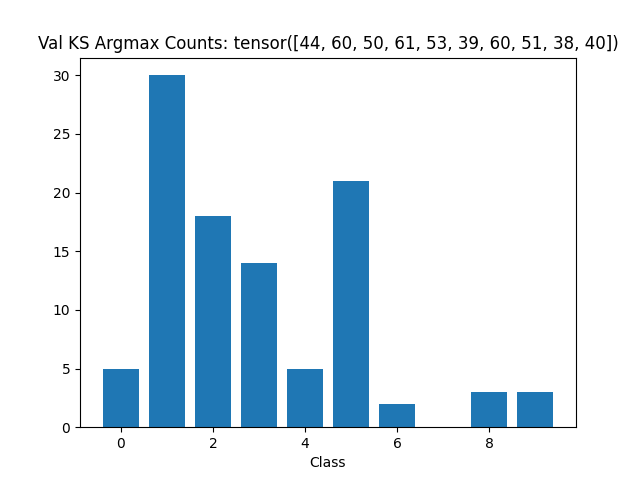 Val KS Argmax Counts: tensor([44, 60, 50, 61, 53, 39, 60, 51, 38, 40])
30
25
20
15
10
5
0
0 2 4 6 8
Class